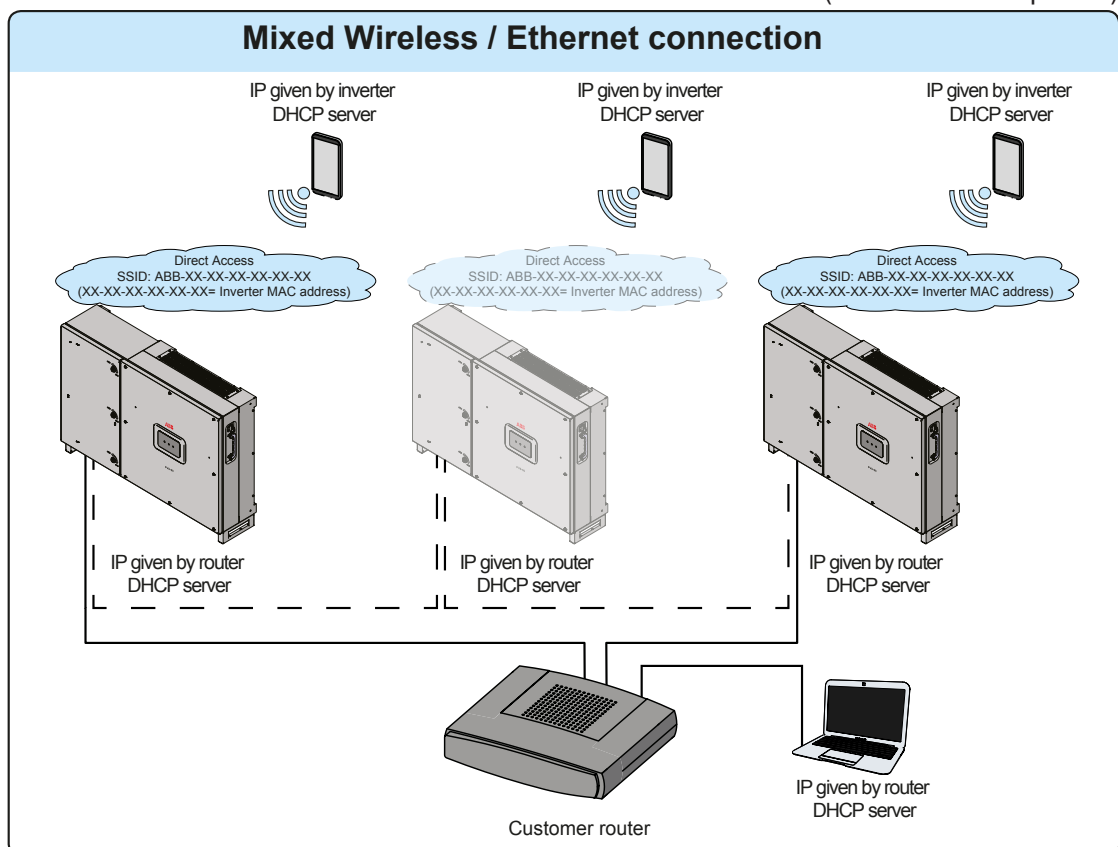 Mixed Wireless / Ethernet connection
IP given by inverter
DHCP server
IP given by inverter
DHCP server
IP given by inverter
DHCP server
Direct Access
SSID: ABB-XX-XX-XX-XX-XX-XX
(XX-XX-XX-XX-XX-XX= Inverter MAC address)
Direct Access
SSID: ABB-XX-XX-XX-XX-XX-XX
(XX-XX-XX-XX-XX-XX= Inverter MAC address)
Direct Access
SSID: ABB-XX-XX-XX-XX-XX-XX
(XX-XX-XX-XX-XX-XX= Inverter MAC address)
ABB
ABB
ABB
IP given by router
DHCP server
IP given by router
DHCP server
IP given by router
DHCP server
IP given by router
DHCP server
Customer router